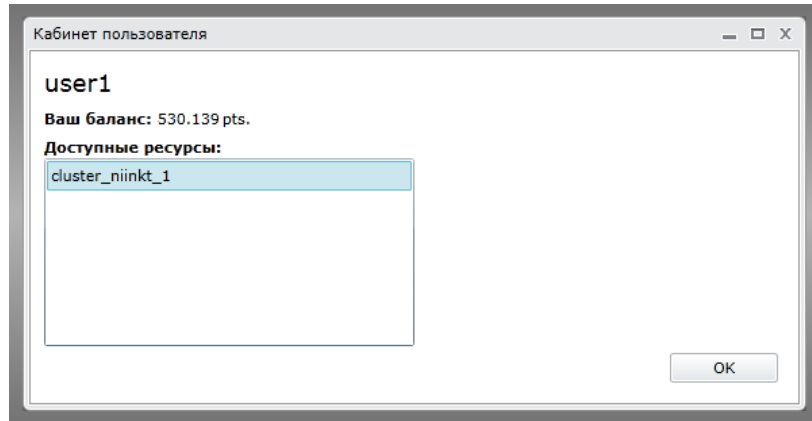 Кабинет пользователя
user1
Ваш баланс: 530.139 pts.
Доступные ресурсы:
cluster_niinkt_1
OK